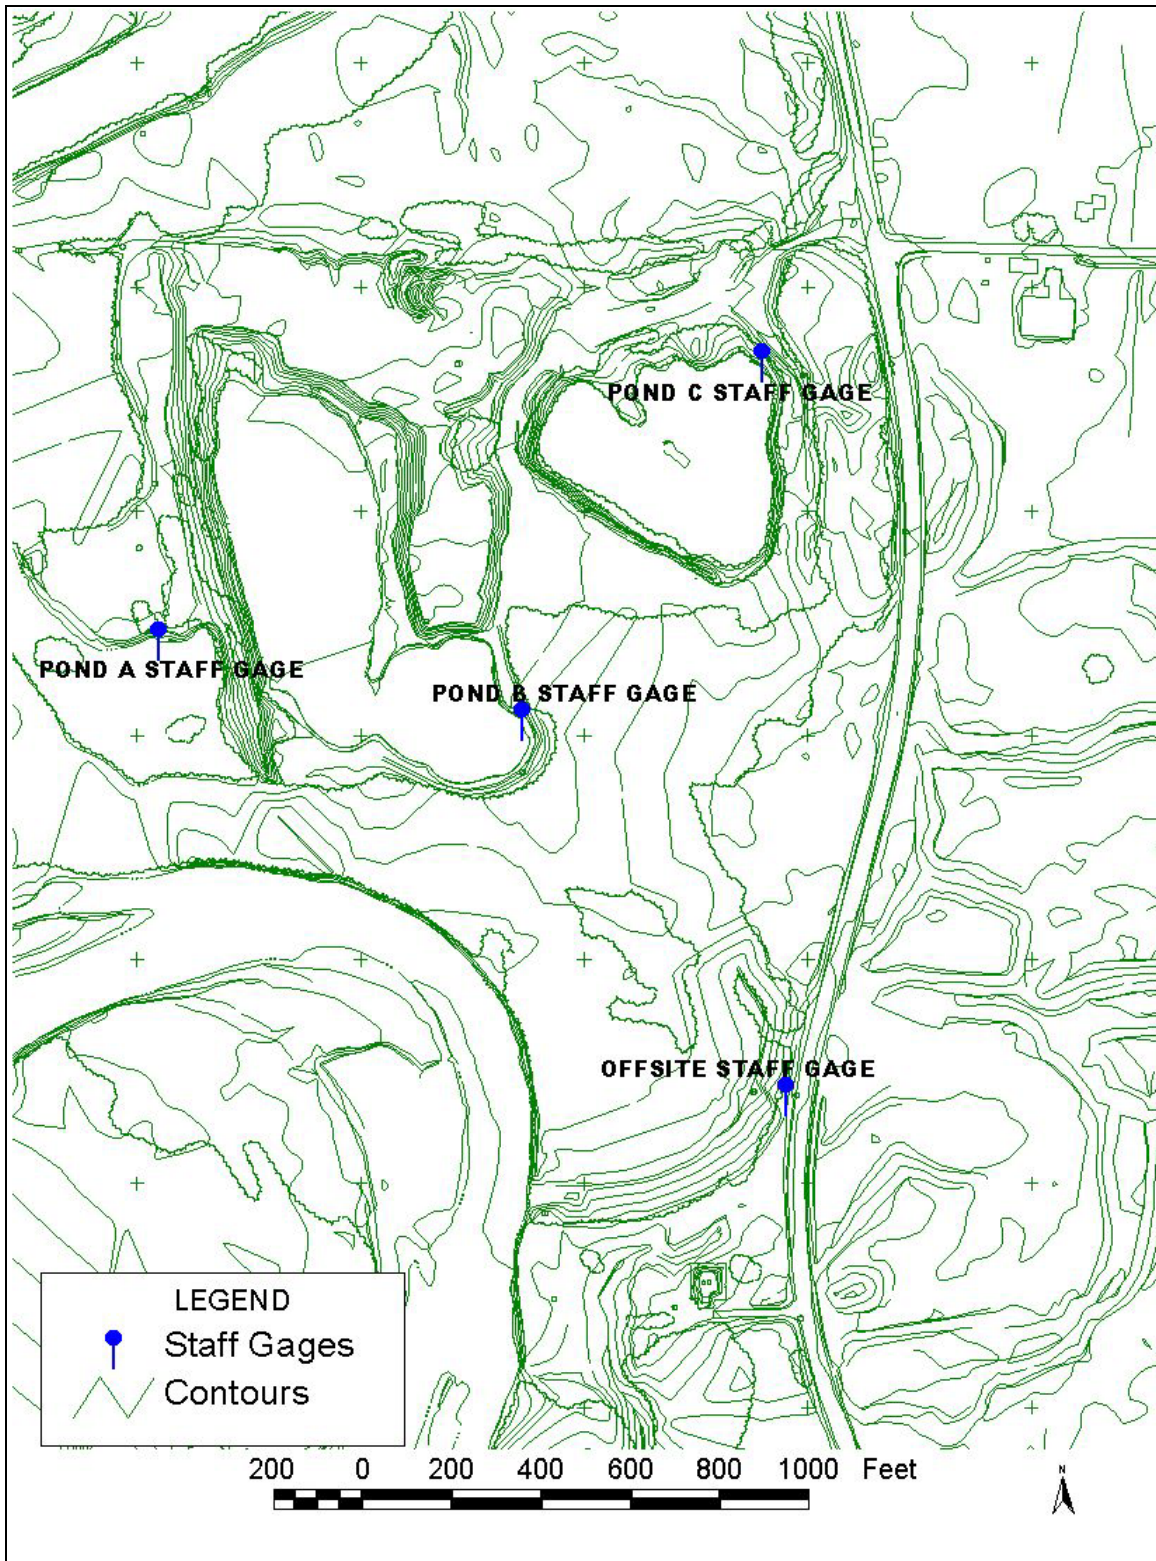 POND C STAFF GAGE
POND A STAFF GAGE
POND B STAFF GAGE
OFFSITE STAFF GAGE
LEGEND
Staff Gages
Contours
200 0 200 400 600 800 1000 Feet
N